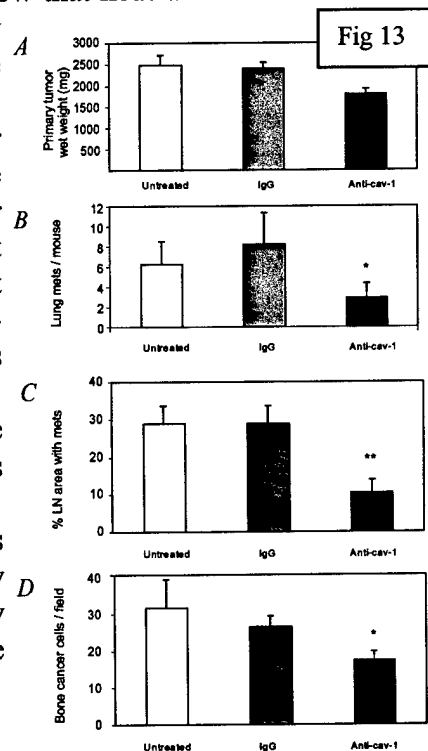 Fig 13
A
Primary tumor
wet weight (mg)
3000
2500
2000
1500
1000
500
Untreated
IgG
Anti-cav-1
B
Lung mets / mouse
12
10
8
6
4
2
0
*
Untreated
IgG
Anti-cav-1
C
% LN area with mets
40
30
20
10
0
**
Untreated
IgG
Anti-cav-1
D
Bone cancer cells / field
40
30
20
10
0
*
Untreated
IgG
Anti-cav-1